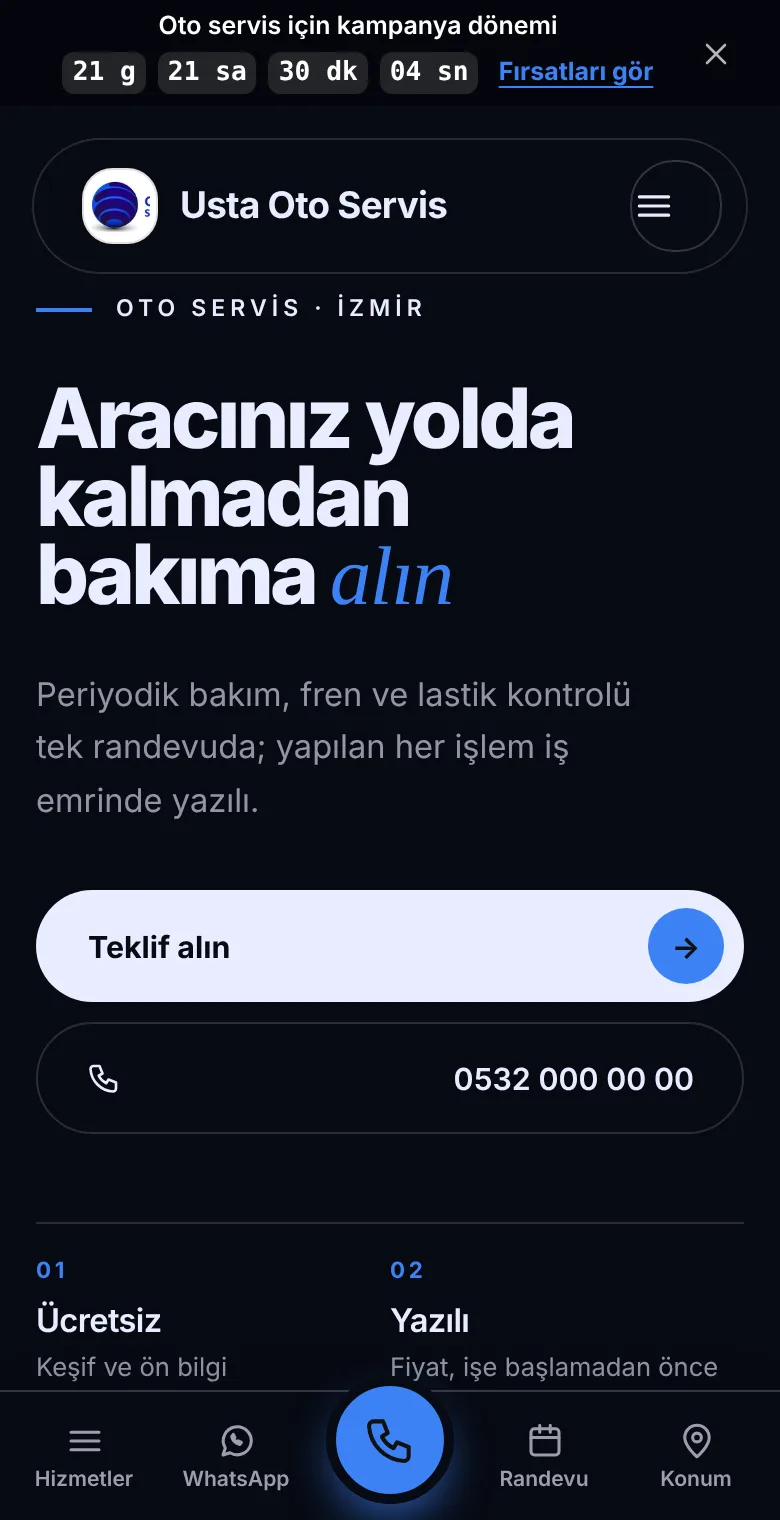 Oto servis için kampanya dönemi
21 g 21 sa 30 dk 04 sn Fırsatları gör
Usta Oto Servis
OTO SERVİS · İZMİR
Aracınız yolda
kalmadan
bakıma alın
Periyodik bakım, fren ve lastik kontrolü
tek randevuda; yapılan her işlem iş
emrinde yazılı.
Teklif alın
0532 000 00 00
01
Ücretsiz
Keşif ve ön bilgi
02
Yazılı
Fiyat, işe başlamadan önce
Hizmetler
WhatsApp
Randevu
Konum